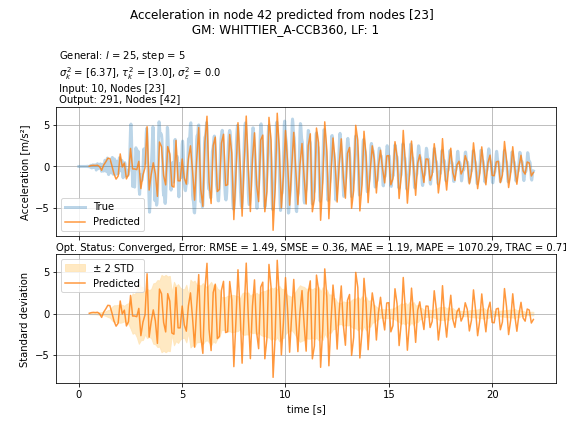 Acceleration in node 42 predicted from nodes [23]
GM: WHITTIER_A-CCB360, LF: 1
General: l = 25, step = 5
σ²ₖ = [6.37], τ²ₖ = [3.0], σ²ε = 0.0
Input: 10, Nodes [23]
Output: 291, Nodes [42]
Acceleration [m/s²]
5
0
−5
True
Predicted
Opt. Status: Converged, Error: RMSE = 1.49, SMSE = 0.36, MAE = 1.19, MAPE = 1070.29, TRAC = 0.71
Standard deviation
5
0
−5
± 2 STD
Predicted
0
5
10
15
20
time [s]